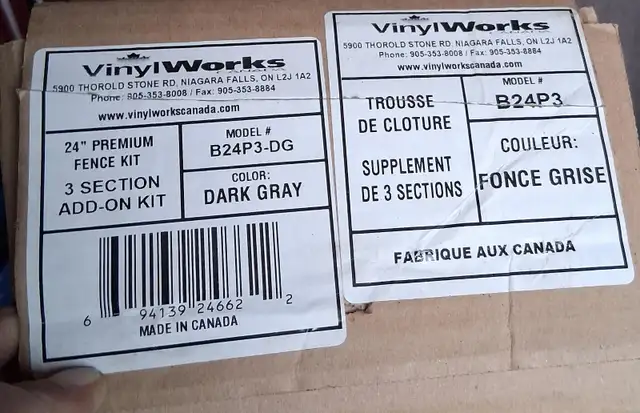 VinylWorks
CANADA
5900 THOROLD STONE RD, NIAGARA FALLS, ON L2J 1A2
Phone: 905-353-8008 / Fax: 905-353-8884
www.vinylworkscanada.com
24" PREMIUM
FENCE KIT
3 SECTION
ADD-ON KIT
MODEL #
B24P3-DG
COLOR:
DARK GRAY
6 94139 24662 2
MADE IN CANADA
VinylWorks
CANADA
5900 THOROLD STONE RD, NIAGARA FALLS, ON L2J 1A2
Phone: 905-353-8008 / Fax: 905-353-8884
www.vinylworkscanada.com
TROUSSE
DE CLOTURE
SUPPLEMENT
DE 3 SECTIONS
MODEL #
B24P3
COULEUR:
FONCE GRISE
FABRIQUE AUX CANADA